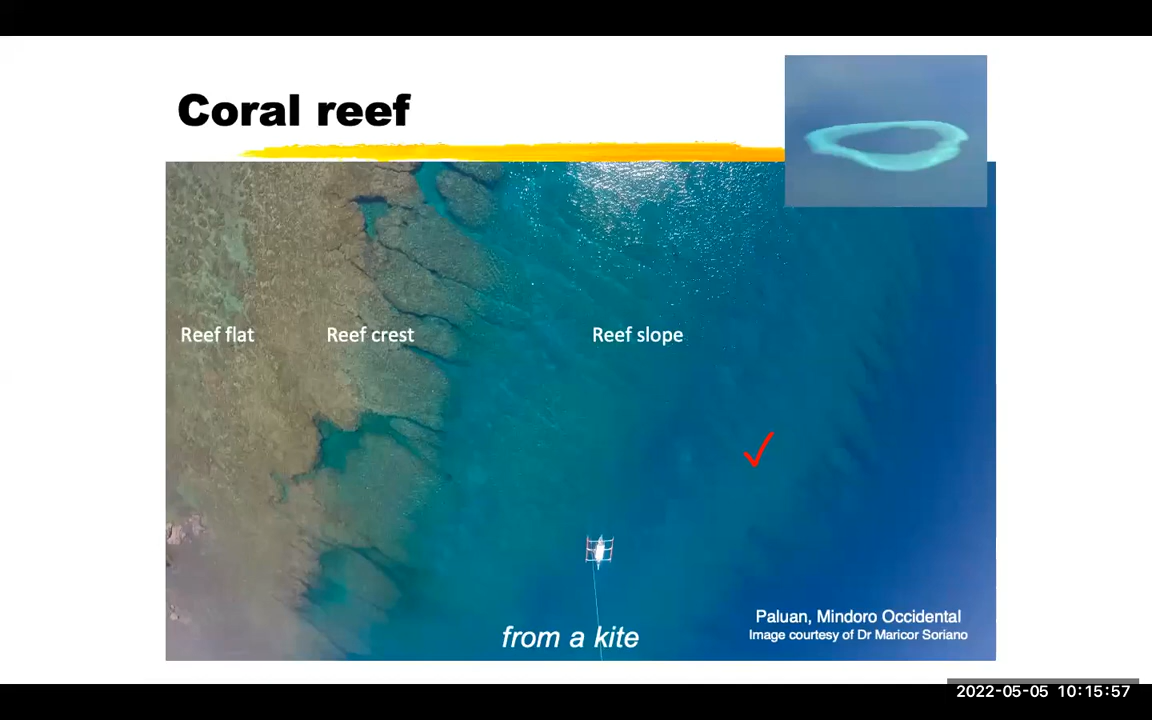 Coral reef
Reef flat
Reef crest
Reef slope
from a kite
Paluan, Mindoro Occidental
Image courtesy of Dr Maricor Soriano
2022-05-05 10:15:57